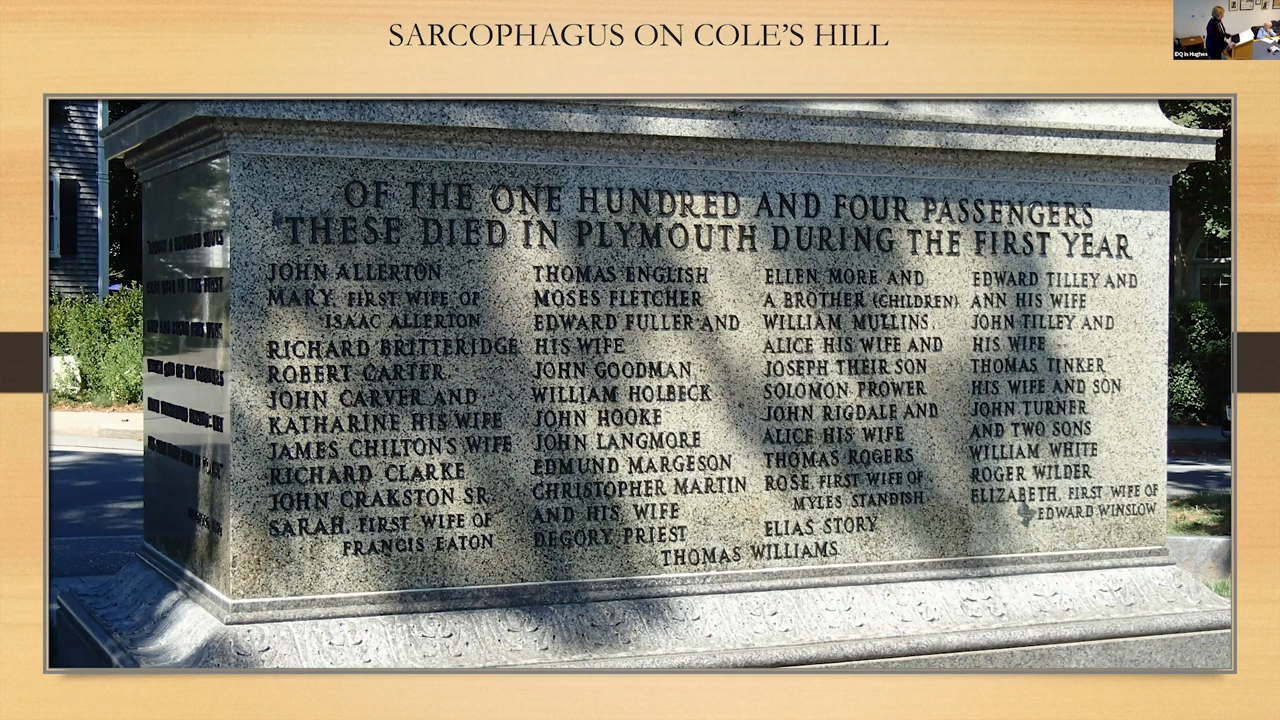 SARCOPHAGUS ON COLE'S HILL
DQ in Hughes
OF THE ONE HUNDRED AND FOUR PASSENGERS
THESE DIED IN PLYMOUTH DURING THE FIRST YEAR
JOHN ALLERTON
MARY, FIRST WIFE OF
ISAAC ALLERTON
RICHARD BRITTERIDGE
ROBERT CARTER
JOHN CARVER AND
KATHARINE HIS WIFE
JAMES CHILTON'S WIFE
RICHARD CLARKE
JOHN CRAKSTON SR.
SARAH, FIRST WIFE OF
FRANCIS EATON
THOMAS ENGLISH
MOSES FLETCHER
EDWARD FULLER AND
HIS WIFE
JOHN GOODMAN
WILLIAM HOLBECK
JOHN HOOKE
JOHN LANGMORE
EDMUND MARGESON
CHRISTOPHER MARTIN
AND HIS WIFE
DEGORY PRIEST
ELLEN MORE AND
A BROTHER (CHILDREN)
WILLIAM MULLINS
ALICE HIS WIFE AND
JOSEPH THEIR SON
SOLOMON PROWER
JOHN RIGDALE AND
ALICE HIS WIFE
THOMAS ROGERS
ROSE, FIRST WIFE OF
MYLES STANDISH
ELIAS STORY
EDWARD TILLEY AND
ANN HIS WIFE
JOHN TILLEY AND
HIS WIFE
THOMAS TINKER
HIS WIFE AND SON
JOHN TURNER
AND TWO SONS
WILLIAM WHITE
ROGER WILDER
ELIZABETH, FIRST WIFE OF
EDWARD WINSLOW
THOMAS WILLIAMS